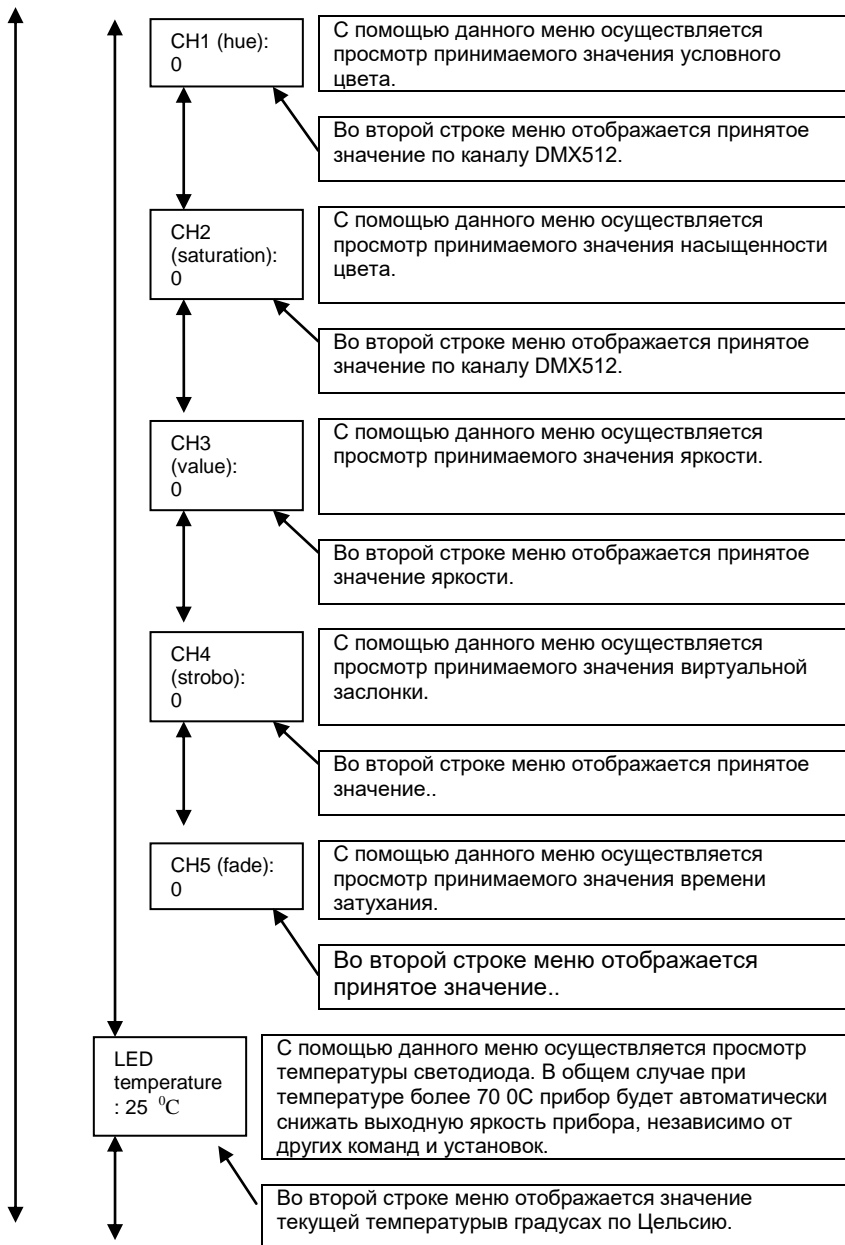 CH1 (hue):
0
С помощью данного меню осуществляется
просмотр принимаемого значения условного
цвета.
Во второй строке меню отображается принятое
значение по каналу DMX512.
CH2
(saturation):
0
С помощью данного меню осуществляется
просмотр принимаемого значения насыщенности
цвета.
Во второй строке меню отображается принятое
значение по каналу DMX512.
CH3
(value):
0
С помощью данного меню осуществляется
просмотр принимаемого значения яркости.
Во второй строке меню отображается принятое
значение яркости.
CH4
(strobo):
0
С помощью данного меню осуществляется
просмотр принимаемого значения виртуальной
заслонки.
Во второй строке меню отображается принятое
значение..
CH5 (fade):
0
С помощью данного меню осуществляется
просмотр принимаемого значения времени
затухания.
Во второй строке меню отображается
принятое значение..
LED
temperature
: 25 ⁰C
С помощью данного меню осуществляется просмотр
температуры светодиода. В общем случае при
температуре более 70 0С прибор будет автоматически
снижать выходную яркость прибора, независимо от
других команд и установок.
Во второй строке меню отображается значение
текущей температурыв градусах по Цельсию.